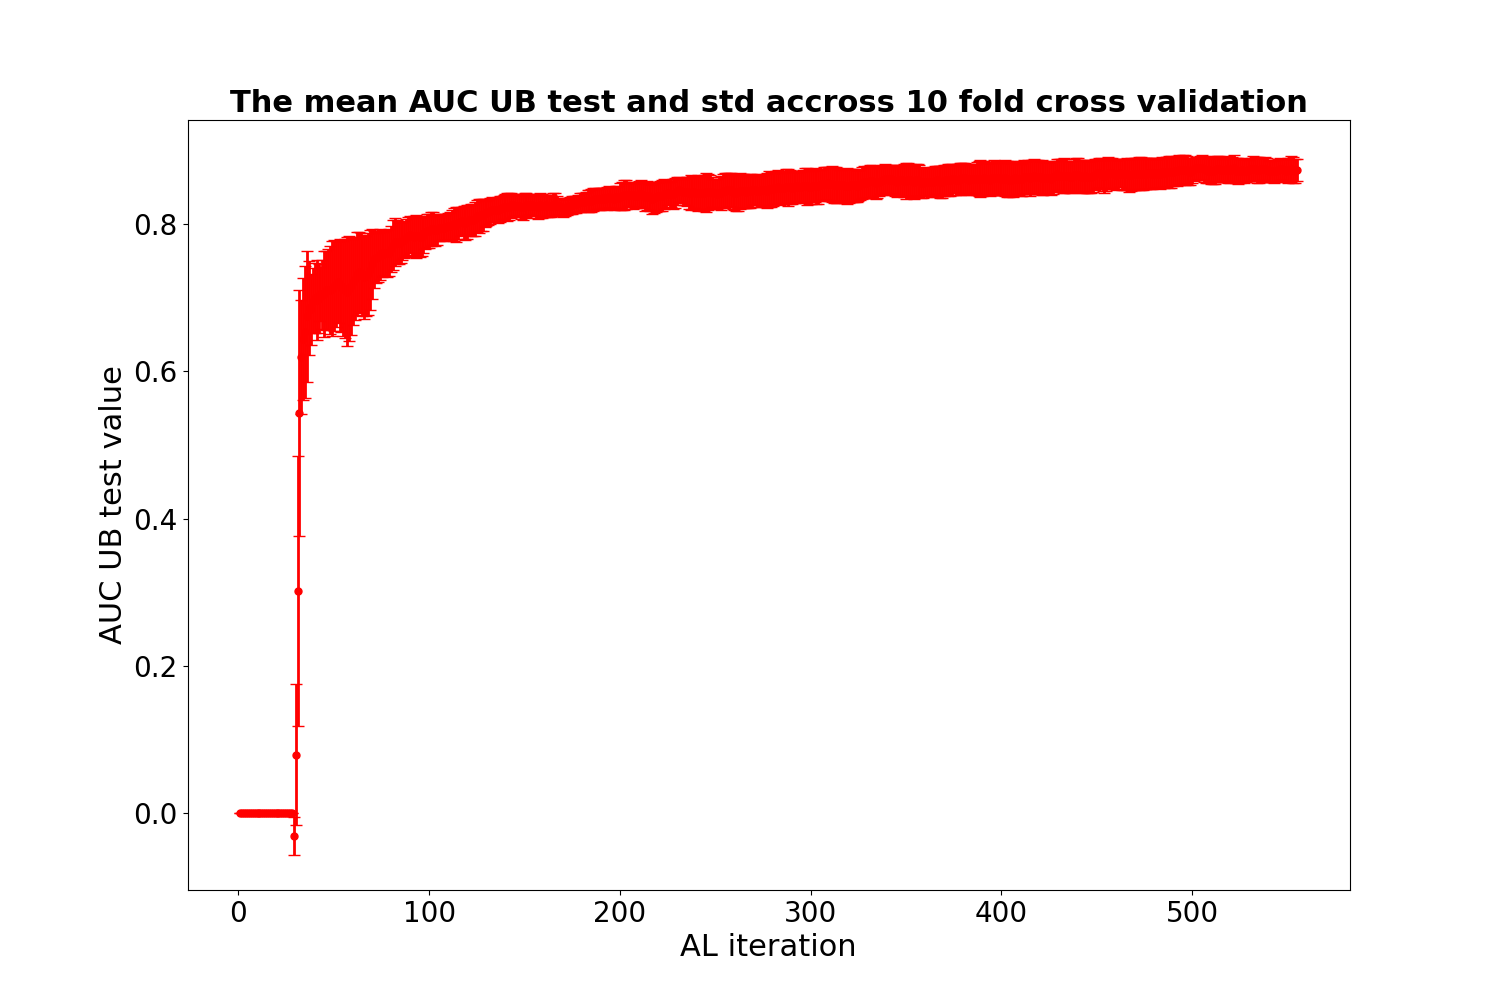 The mean AUC UB test and std accross 10 fold cross validation
AUC UB test value
0.8
0.6
0.4
0.2
0.0
0 100 200 300 400 500
AL iteration